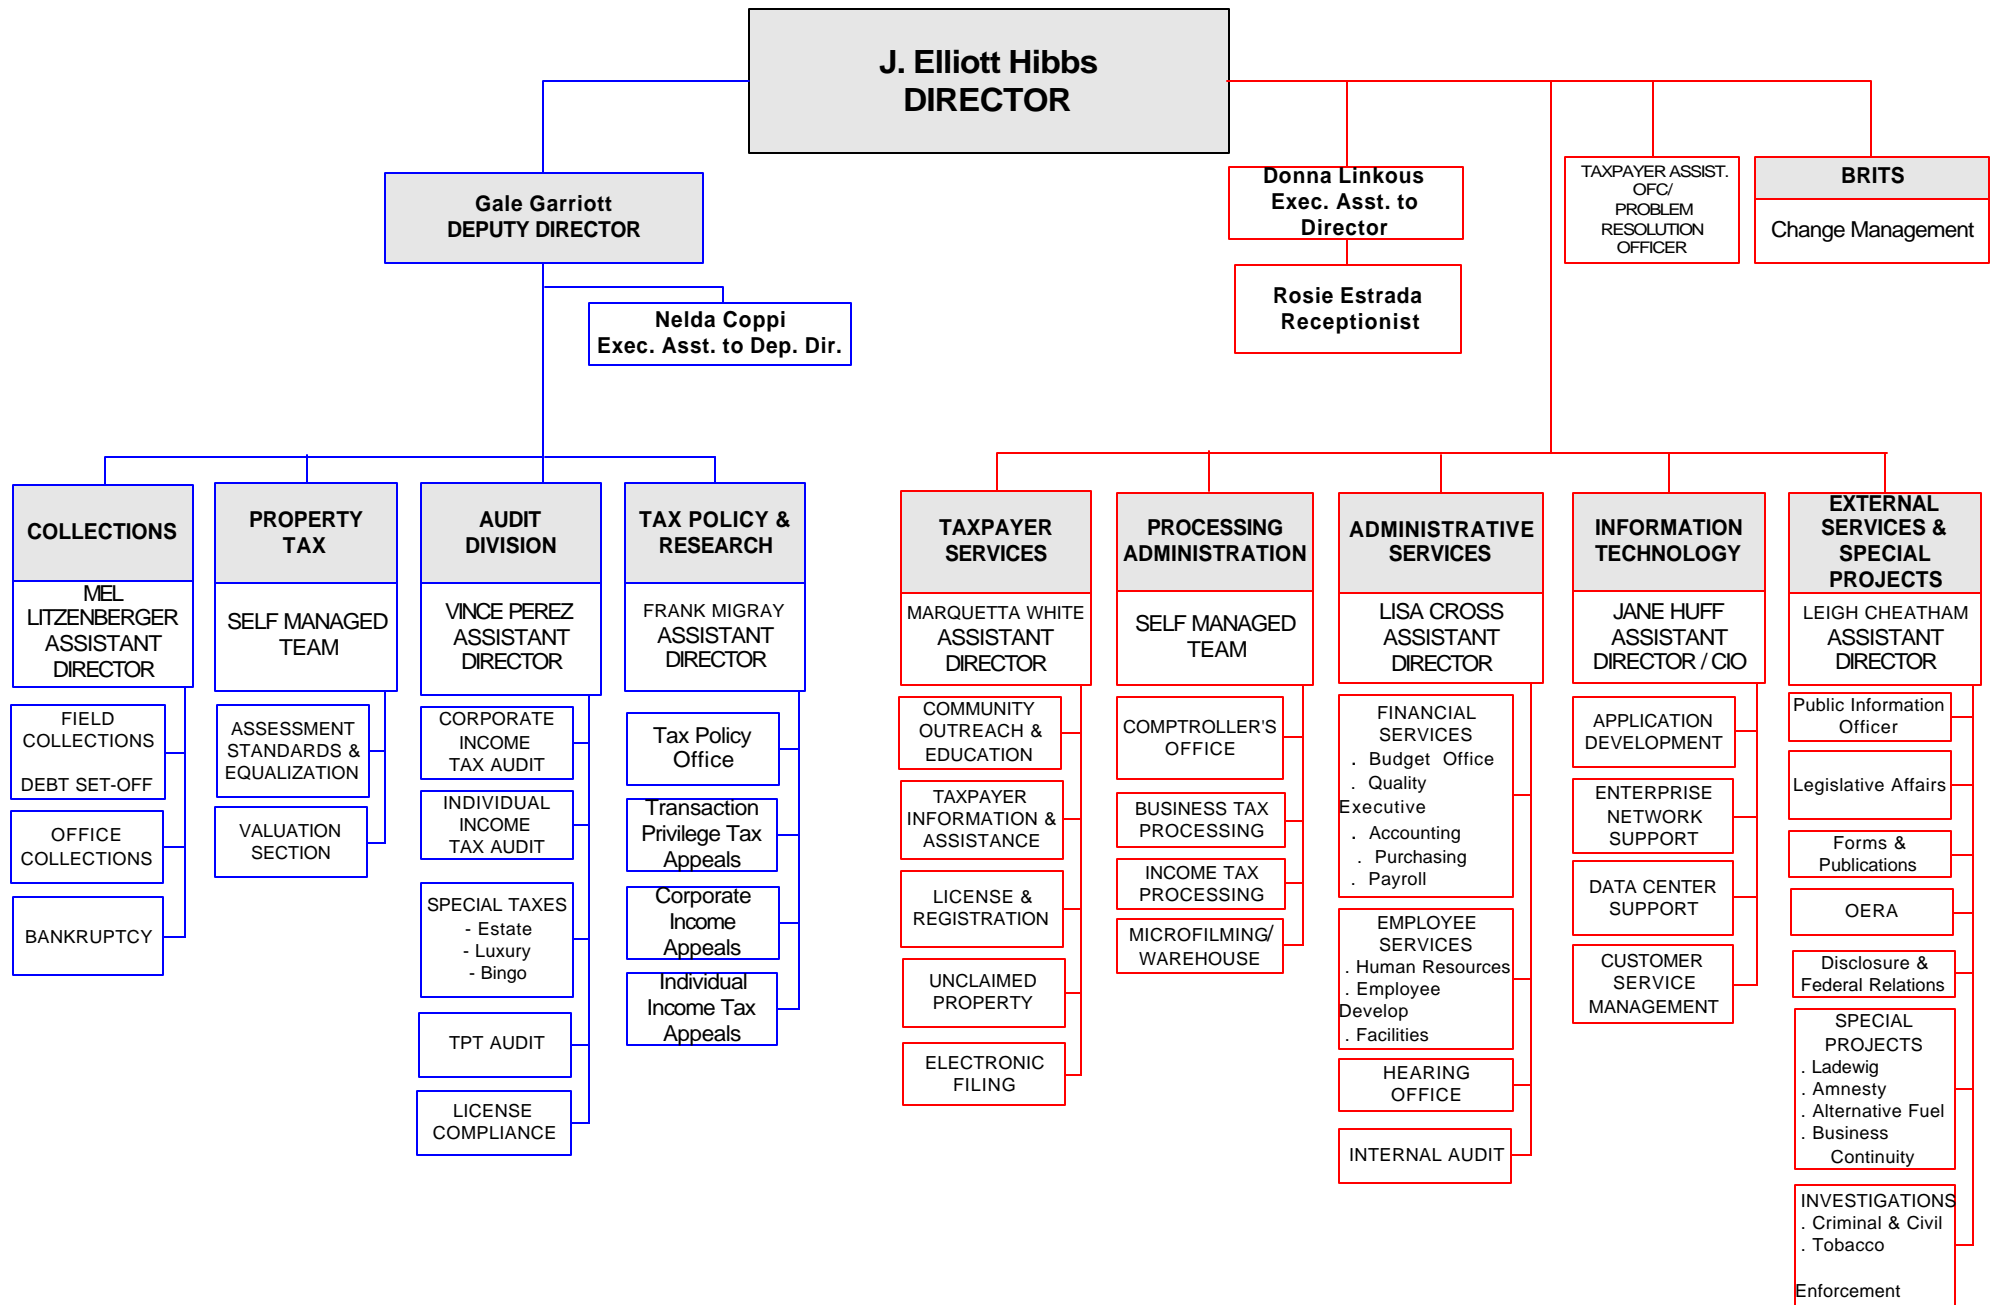 J. Elliott Hibbs
DIRECTOR
Gale Garriott
DEPUTY DIRECTOR
Nelda Coppi
Exec. Asst. to Dep. Dir.
Donna Linkous
Exec. Asst. to
Director
Rosie Estrada
Receptionist
TAXPAYER ASSIST.
OFC/
PROBLEM
RESOLUTION
OFFICER
BRITS
Change Management
COLLECTIONS
MEL
LITZENBERGER
ASSISTANT
DIRECTOR
FIELD
COLLECTIONS
DEBT SET-OFF
OFFICE
COLLECTIONS
BANKRUPTCY
PROPERTY
TAX
SELF MANAGED
TEAM
ASSESSMENT
STANDARDS &
EQUALIZATION
VALUATION
SECTION
AUDIT
DIVISION
VINCE PEREZ
ASSISTANT
DIRECTOR
CORPORATE
INCOME
TAX AUDIT
INDIVIDUAL
INCOME
TAX AUDIT
SPECIAL TAXES
- Estate
- Luxury
- Bingo
TPT AUDIT
LICENSE
COMPLIANCE
TAX POLICY &
RESEARCH
FRANK MIGRAY
ASSISTANT
DIRECTOR
Tax Policy
Office
Transaction
Privilege Tax
Appeals
Corporate
Income
Appeals
Individual
Income Tax
Appeals
TAXPAYER
SERVICES
MARQUETTA WHITE
ASSISTANT
DIRECTOR
COMMUNITY
OUTREACH &
EDUCATION
TAXPAYER
INFORMATION &
ASSISTANCE
LICENSE &
REGISTRATION
UNCLAIMED
PROPERTY
ELECTRONIC
FILING
PROCESSING
ADMINISTRATION
SELF MANAGED
TEAM
COMPTROLLER'S
OFFICE
BUSINESS TAX
PROCESSING
INCOME TAX
PROCESSING
MICROFILMING/
WAREHOUSE
ADMINISTRATIVE
SERVICES
LISA CROSS
ASSISTANT
DIRECTOR
FINANCIAL
SERVICES
. Budget Office
. Quality
Executive
. Accounting
. Purchasing
. Payroll
EMPLOYEE
SERVICES
. Human Resources
. Employee
Develop
. Facilities
HEARING
OFFICE
INTERNAL AUDIT
INFORMATION
TECHNOLOGY
JANE HUFF
ASSISTANT
DIRECTOR / CIO
APPLICATION
DEVELOPMENT
ENTERPRISE
NETWORK
SUPPORT
DATA CENTER
SUPPORT
CUSTOMER
SERVICE
MANAGEMENT
EXTERNAL
SERVICES &
SPECIAL
PROJECTS
LEIGH CHEATHAM
ASSISTANT
DIRECTOR
Public Information
Officer
Legislative Affairs
Forms &
Publications
OERA
Disclosure &
Federal Relations
SPECIAL
PROJECTS
. Ladewig
. Amnesty
. Alternative Fuel
. Business
Continuity
INVESTIGATIONS
. Criminal & Civil
. Tobacco
Enforcement